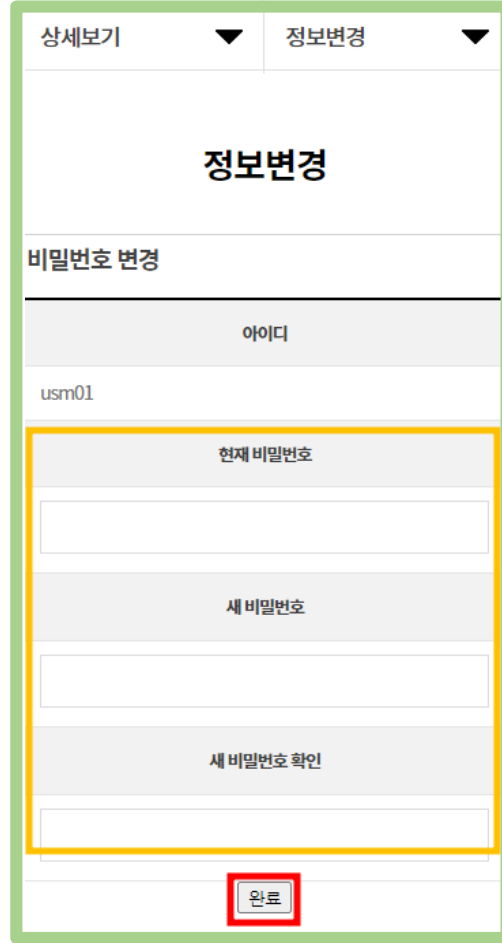 상세보기 정보변경
정보변경
비밀번호 변경
아이디
usm01
현재 비밀번호
새 비밀번호
새 비밀번호 확인
완료